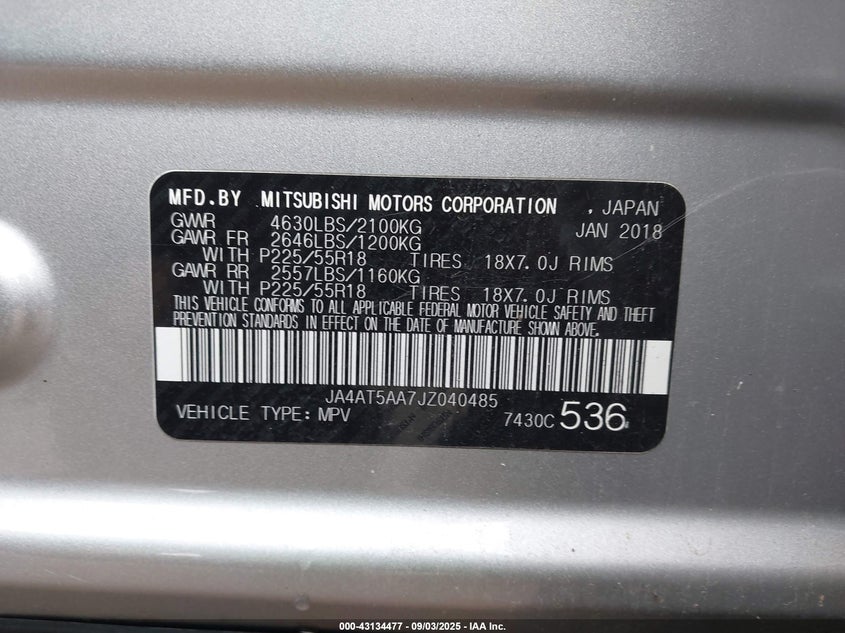 MFD.BY MITSUBISHI MOTORS CORPORATION , JAPAN
GVWR 4630LBS/2100KG JAN 2018
GAWR FR 2646LBS/1200KG
WITH P225/55R18 TIRES 18X7.0J RIMS
GAWR RR 2557LBS/1160KG
WITH P225/55R18 TIRES 18X7.0J RIMS
THIS VEHICLE CONFORMS TO ALL APPLICABLE FEDERAL MOTOR VEHICLE SAFETY AND THEFT
PREVENTION STANDARDS IN EFFECT ON THE DATE OF MANUFACTURE SHOWN ABOVE.
JA4AT5AA7JZ040485
VEHICLE TYPE: MPV 7430C 536
000-43134477 - 09/03/2025 - IAA Inc.